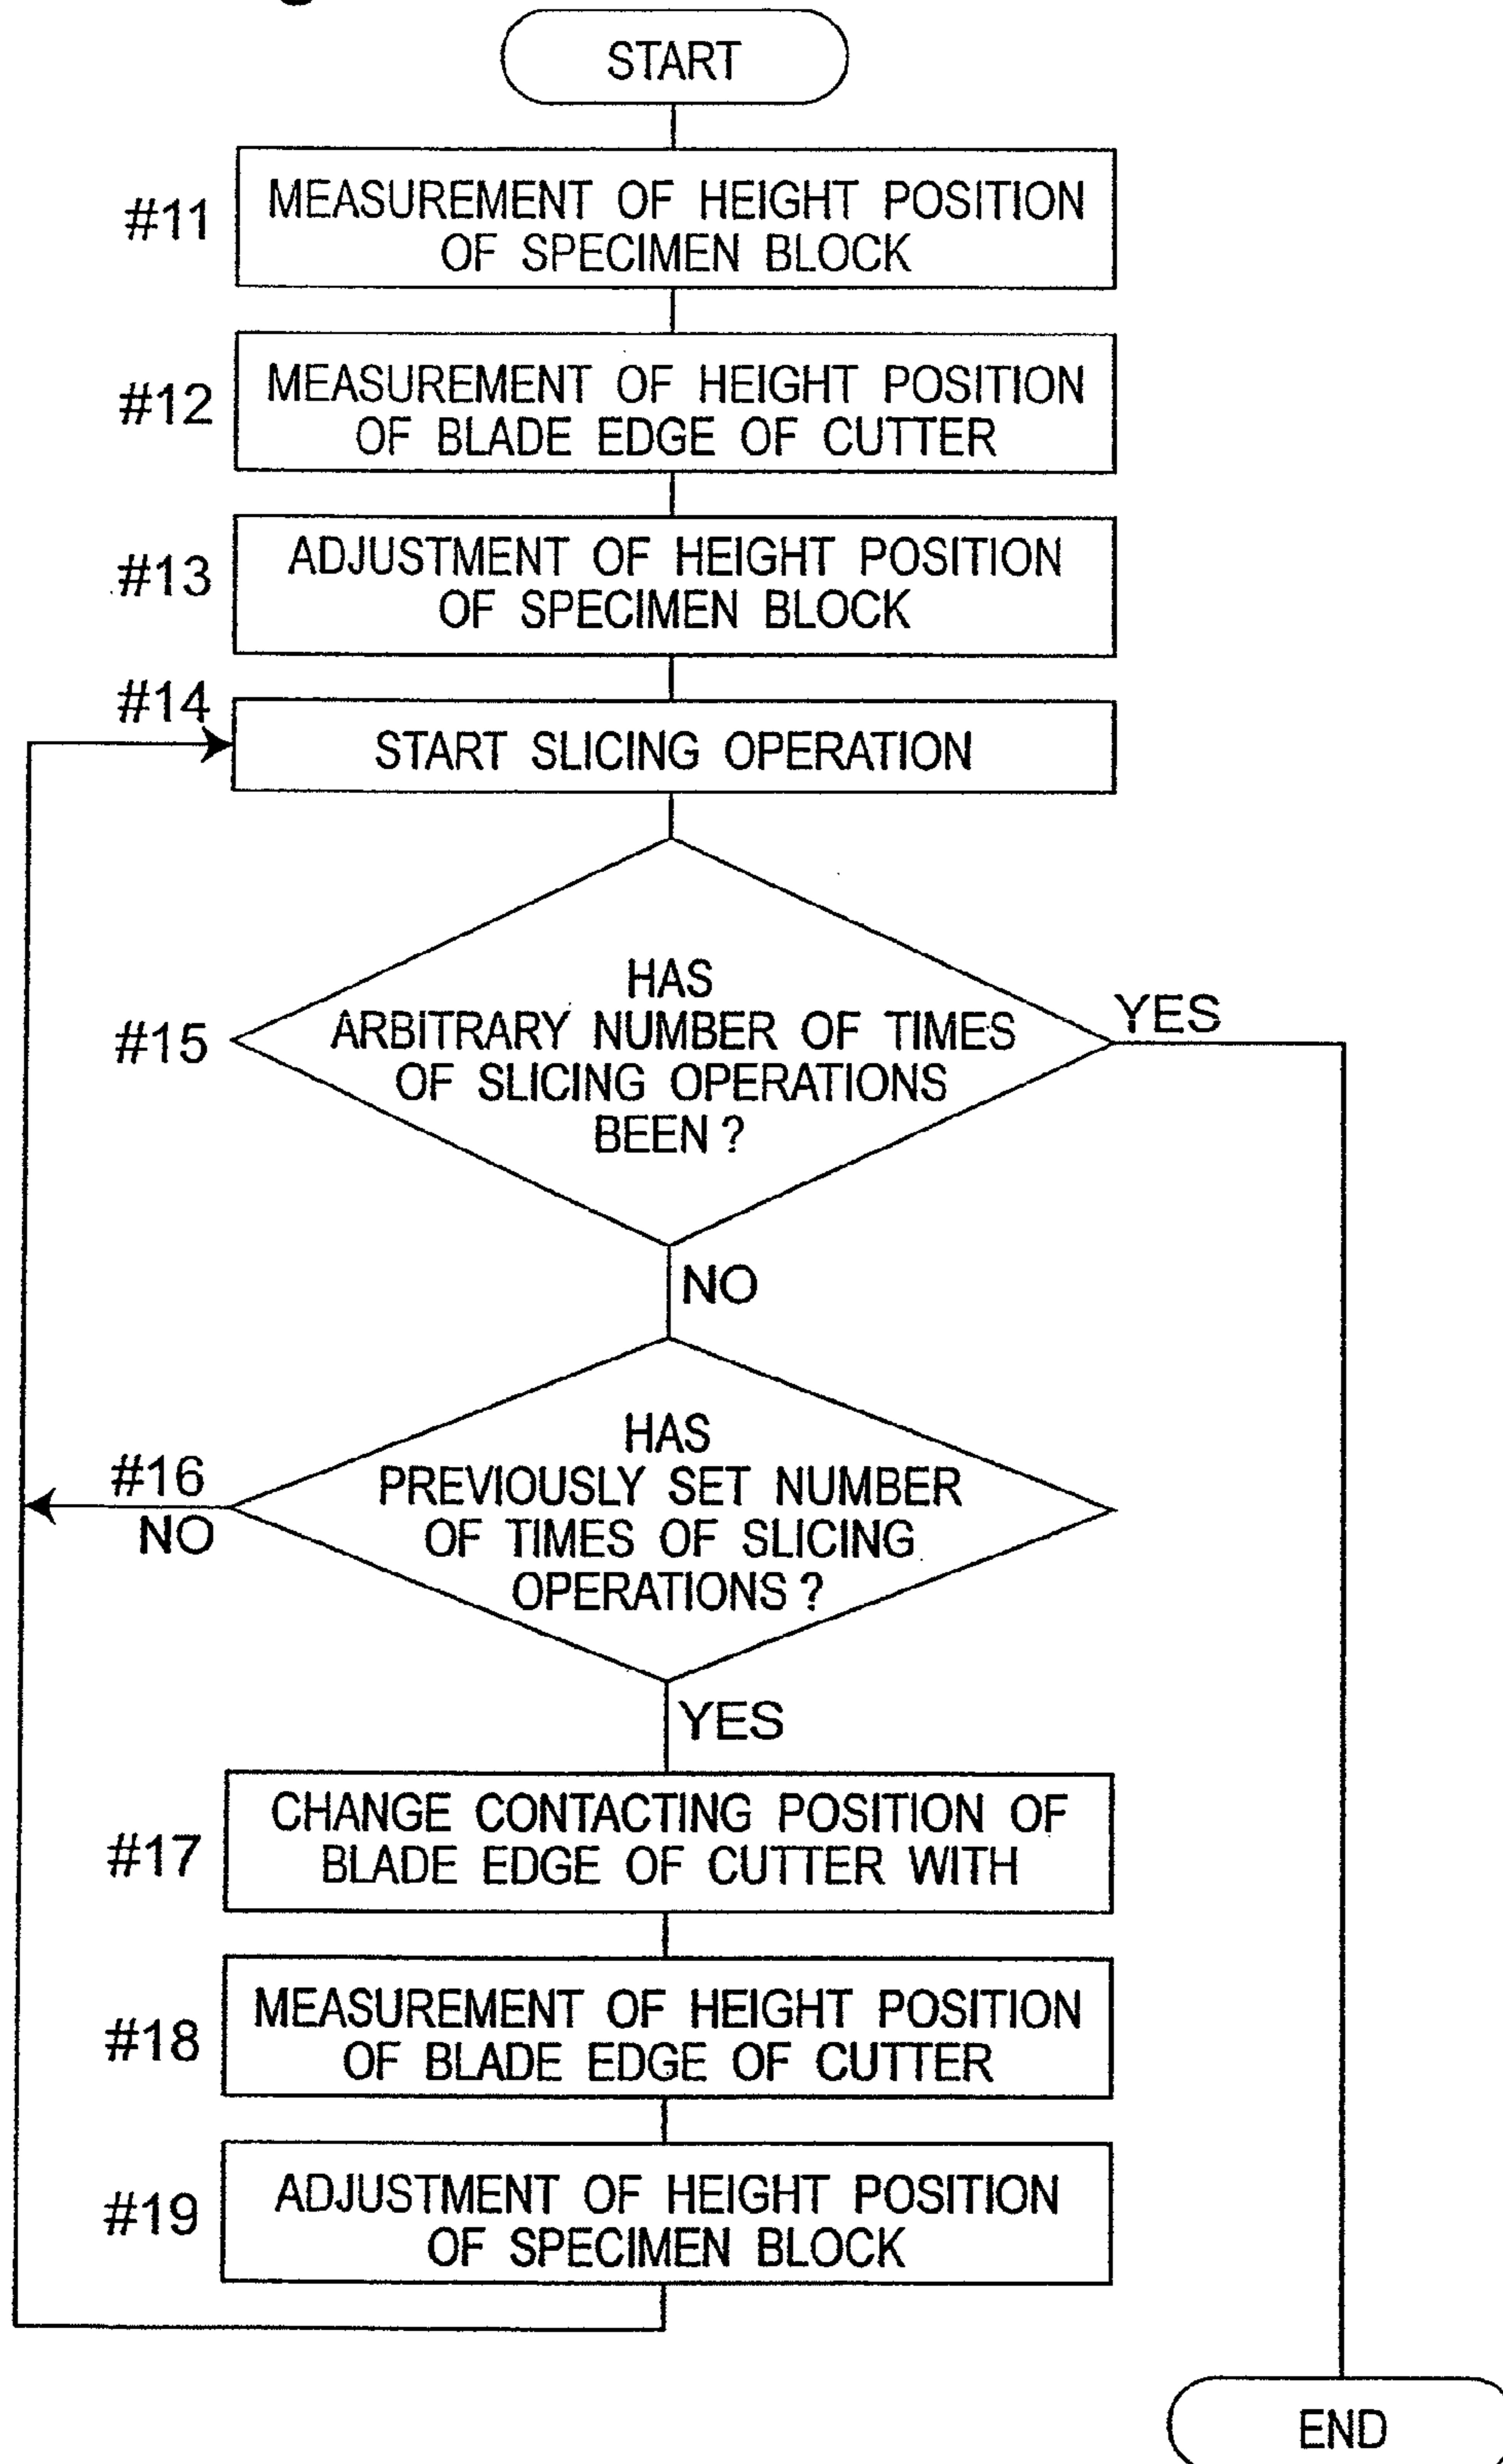 START
#11
MEASUREMENT OF HEIGHT POSITION
OF SPECIMEN BLOCK
#12
MEASUREMENT OF HEIGHT POSITION
OF BLADE EDGE OF CUTTER
#13
ADJUSTMENT OF HEIGHT POSITION
OF SPECIMEN BLOCK
#14
START SLICING OPERATION
#15
HAS
ARBITRARY NUMBER OF TIMES
OF SLICING OPERATIONS
BEEN ?
YES
NO
#16
NO
HAS
PREVIOUSLY SET NUMBER
OF TIMES OF SLICING
OPERATIONS ?
YES
#17
CHANGE CONTACTING POSITION OF
BLADE EDGE OF CUTTER WITH
#18
MEASUREMENT OF HEIGHT POSITION
OF BLADE EDGE OF CUTTER
#19
ADJUSTMENT OF HEIGHT POSITION
OF SPECIMEN BLOCK
END